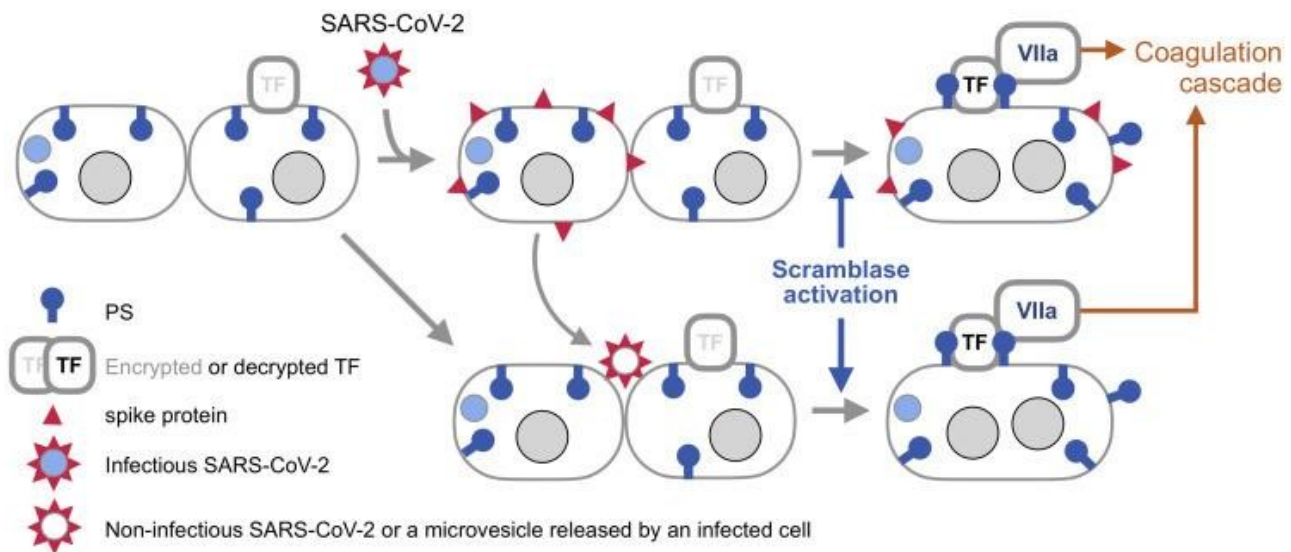 SARS-CoV-2
TF
TF
TF
VIIa
Coagulation
cascade
Scramblase
activation
PS
TF
TF
Encrypted or decrypted TF
spike protein
Infectious SARS-CoV-2
Non-infectious SARS-CoV-2 or a microvesicle released by an infected cell
TF
TF
VIIa